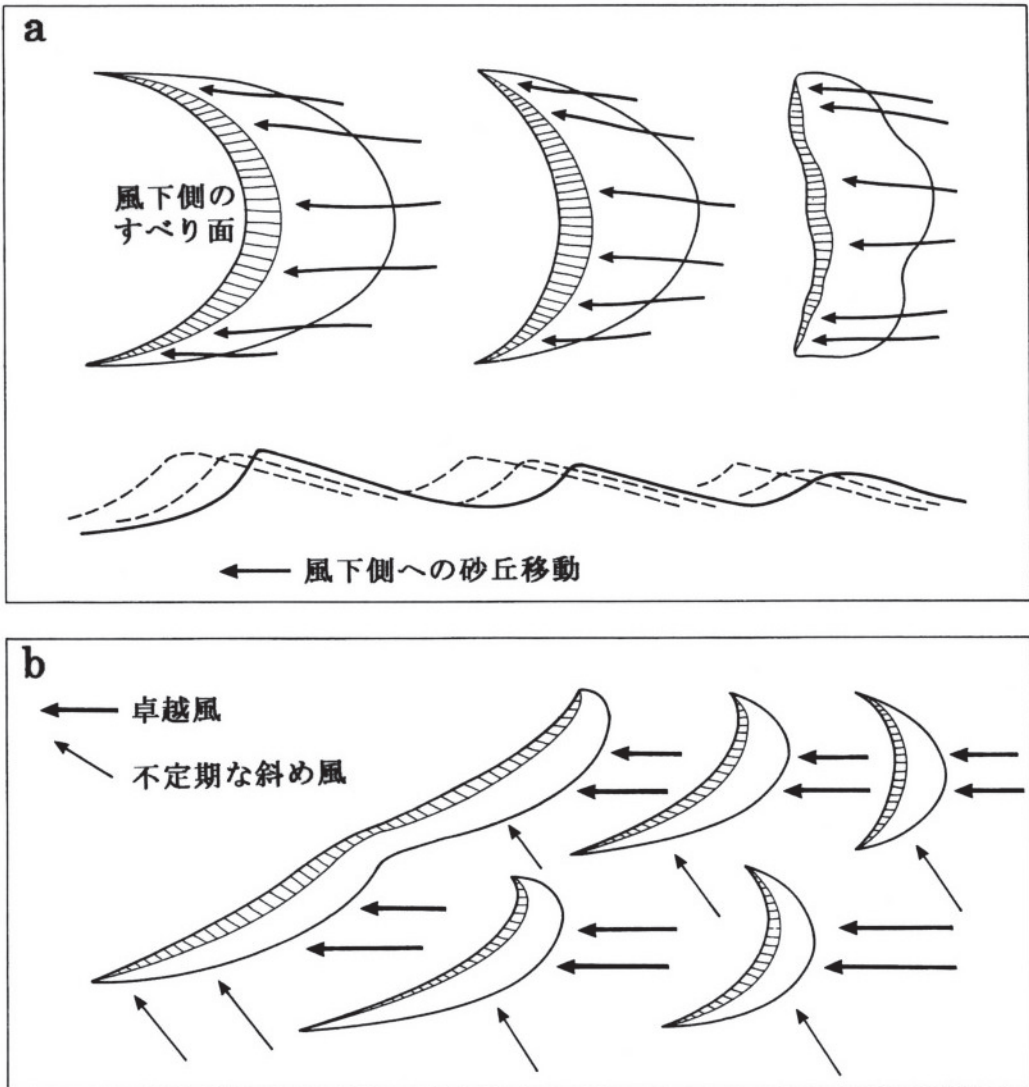 a
風下側の
すべり面
風下側への砂丘移動
b
卓越風
不定期な斜め風